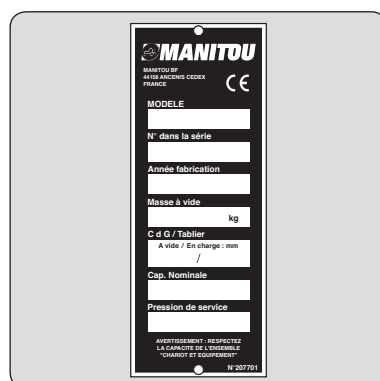 MANITOU
MANITOU BF
44158 ANCENIS CEDEX
FRANCE
CE
MODELE
N° dans la série
Année fabrication
Masse à vide
kg
C d G / Tablier
A vide / En charge : mm
/
Cap. Nominale
Pression de service
AVERTISSEMENT : RESPECTEZ
LA CAPACITE DE L'ENSEMBLE
"CHARIOT ET EQUIPEMENT"
N°207701